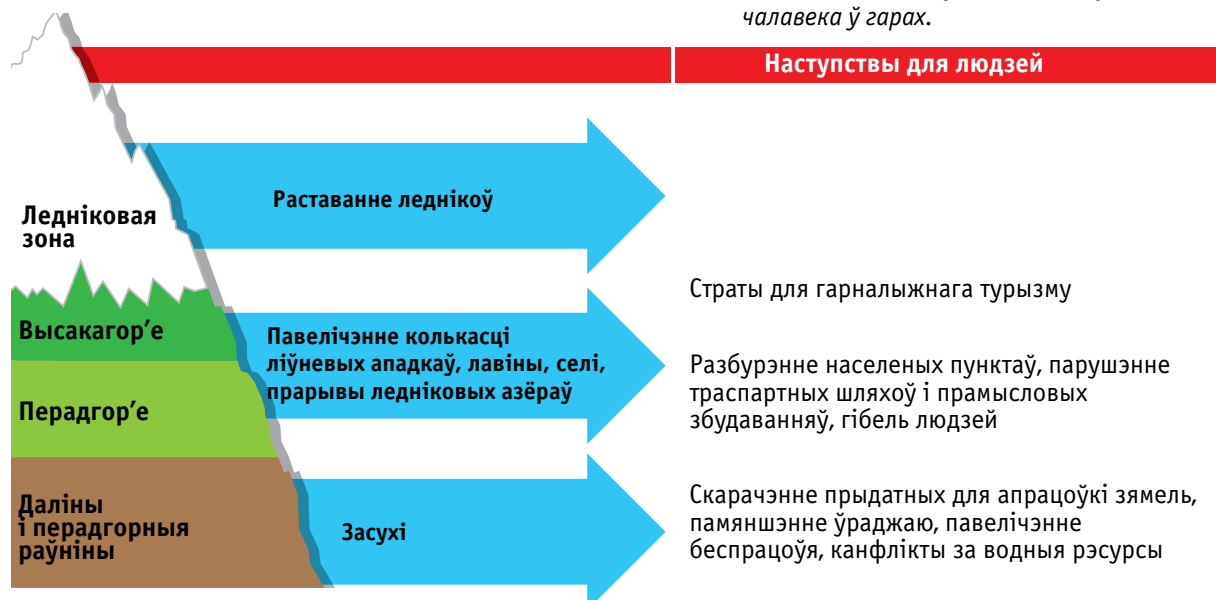 чалавека ў гарах.
Наступствы для людзей
Раставанне леднікоў
Ледніковая
зона
Страты для гарналыжнага турызму
Высакагор’е
Павелічэнне колькасці
ліўневых ападкаў, лавіны, селі,
прарывы ледніковых азёраў
Разбурэнне населеных пунктаў, парушэнне
траспартных шляхоў і прамысловых
збудаванняў, гібель людзей
Перадгор’е
Даліны
і перадгорныя
раўніны
Засухі
Скарачэнне прыдатных для апрацоўкі зямель,
памяншэнне ўраджаю, павелічэнне
беспрацоўя, канфлікты за водныя рэсурсы